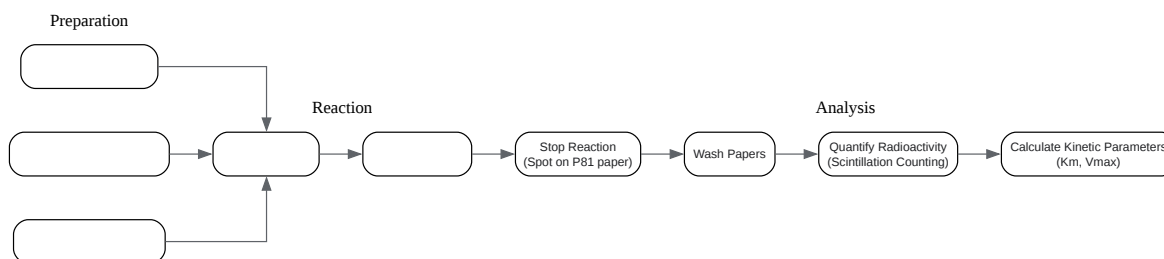 Preparation
Reaction
Analysis
Stop Reaction
(Spot on P81 paper)
Wash Papers
Quantify Radioactivity
(Scintillation Counting)
Calculate Kinetic Parameters
(Km, Vmax)